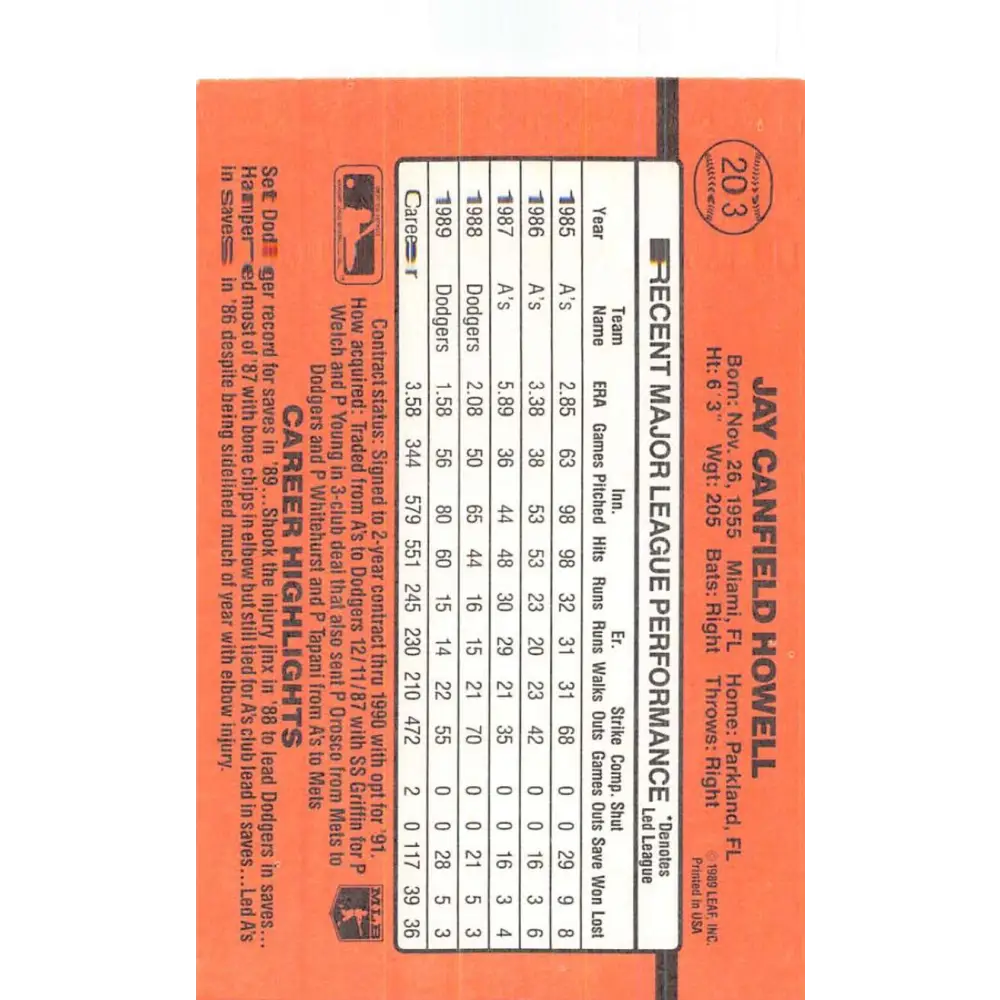 203
JAY CANFIELD HOWELL
Born: Nov. 26, 1955 Miami, FL Home: Parkland, FL
Ht: 6'3" Wgt: 205 Bats: Right Throws: Right
© 1989 LEAF, INC.
Printed in USA
RECENT MAJOR LEAGUE PERFORMANCE
*Denotes
Led League
Team Inn. Er. Strike Comp. Shut
Year Name ERA Games Pitched Hits Runs Runs Walks Outs Games Outs Save Won Lost
1985 A's 2.85 63 98 98 32 31 31 68 0 0 29 9 8
1986 A's 3.38 38 53 53 23 20 23 42 0 0 16 3 6
1987 A's 5.89 36 44 48 30 29 21 35 0 0 16 3 4
1988 Dodgers 2.08 50 65 44 16 15 21 70 0 0 21 5 3
1989 Dodgers 1.58 56 80 60 15 14 22 55 0 0 28 5 3
Career 3.58 344 579 551 245 230 210 472 2 0 117 39 36
Contract status: Signed to 2-year contract thru 1990 with opt for '91.
How acquired: Traded from A's to Dodgers 12/11/87 with SS Griffin for P
Welch and P Young in 3-club deal that also sent P Orosco from Mets to
Dodgers and P Whitehurst and P Tapani from A's to Mets
MLB
CAREER HIGHLIGHTS
Set Dodger record for saves in '89...Shook the injury jinx in '88 to lead Dodgers in saves...
Hampered most of '87 with bone chips in elbow but still tied for A's club lead in saves...Led A's
in saves in '86 despite being sidelined much of year with elbow injury.